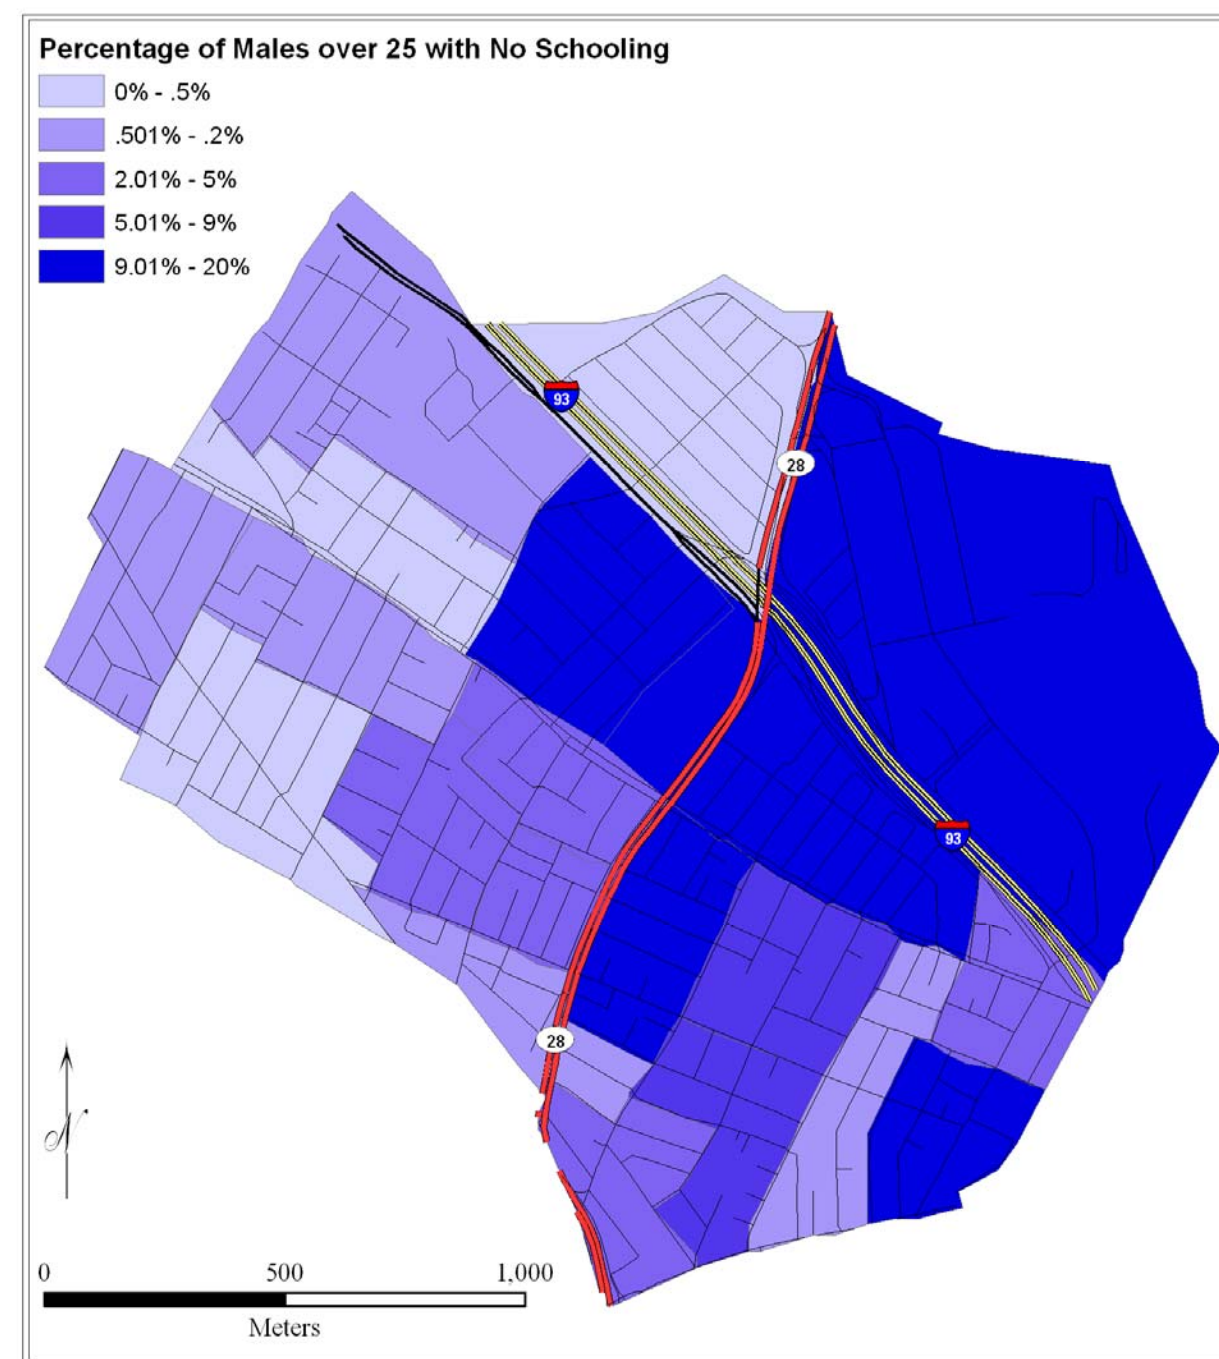 Percentage of Males over 25 with No Schooling
0% - .5%
.501% - .2%
2.01% - 5%
5.01% - 9%
9.01% - 20%
93
28
93
28
N
0 500 1,000
Meters